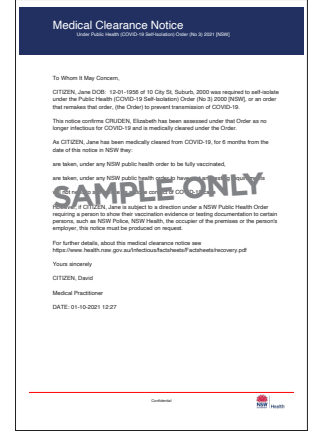 Medical Clearance Notice
Under Public Health (COVID-19 Self-Isolation) Order (No 3) 2021 [NSW]
To Whom It May Concern,
CITIZEN, Jane DOB: 12-01-1956 of 10 City St, Suburb, 2000 was required to self-isolate
under the Public Health (COVID-19 Self-Isolation) Order (No 3) 2000 [NSW], or an order
that remakes that order, (the Order) to prevent transmission of COVID-19.
This notice confirms CRUDEN, Elizabeth has been assessed under that Order as no
longer infectious for COVID-19 and is medically cleared under the Order.
As CITIZEN, Jane has been medically cleared from COVID-19, for 6 months from the
date of this notice in NSW they:
are taken, under any NSW public health order to be fully vaccinated,
are taken, under any NSW public health order to have
SAMPLE ONLY
However, if CITIZEN, Jane is subject to a direction under a NSW Public Health Order
requiring a person to show their vaccination evidence or testing documentation to certain
persons, such as NSW Police, NSW Health, the occupier of the premises or the person's
employer, this notice must be produced on request.
For further details, about this medical clearance notice see
https://www.health.nsw.gov.au/Infectious/factsheets/Factsheets/recovery.pdf
Yours sincerely
CITIZEN, David
Medical Practitioner
DATE: 01-10-2021 12:27
Confidential
NSW
Health